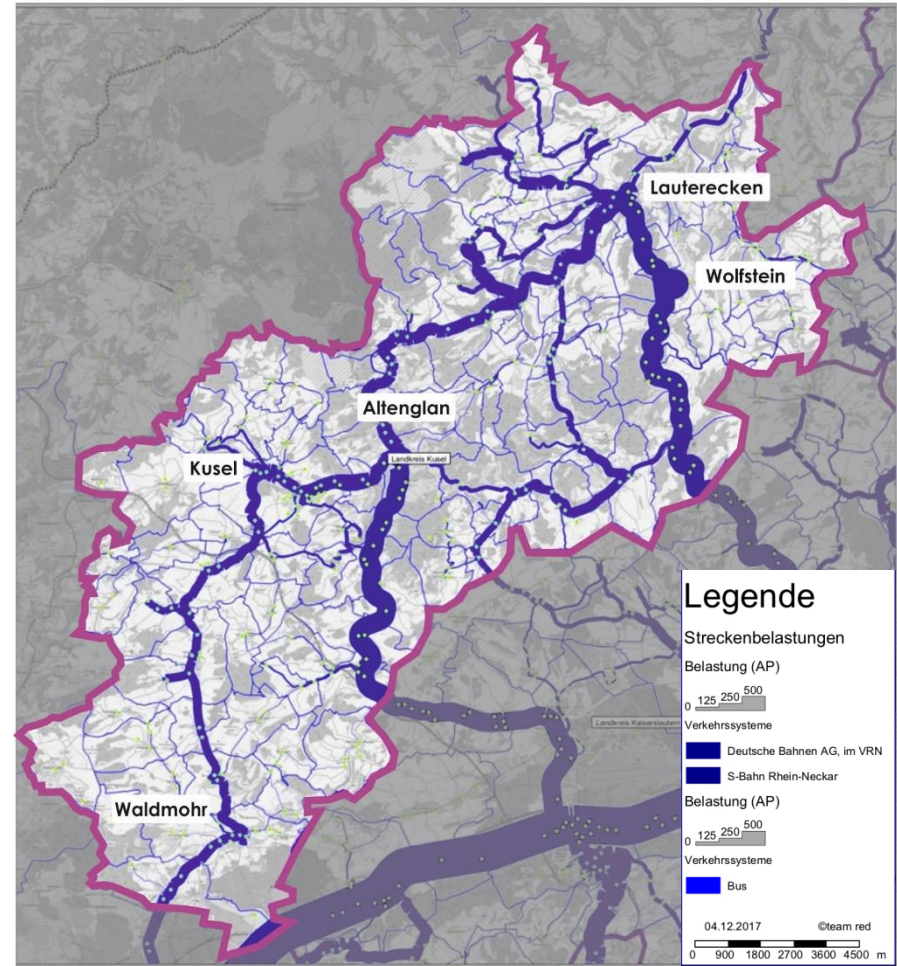 Lauterecken
Wolfstein
Altenglan
Landkreis Kusel
Kusel
Waldmohr
Landkreis Kaiserslautern
Legende
Streckenbelastungen
Belastung (AP)
0 125 250 500
Verkehrssysteme
Deutsche Bahnen AG, im VRN
S-Bahn Rhein-Neckar
Belastung (AP)
0 125 250 500
Verkehrssysteme
Bus
04.12.2017 ©team red
0 900 1800 2700 3600 4500 m